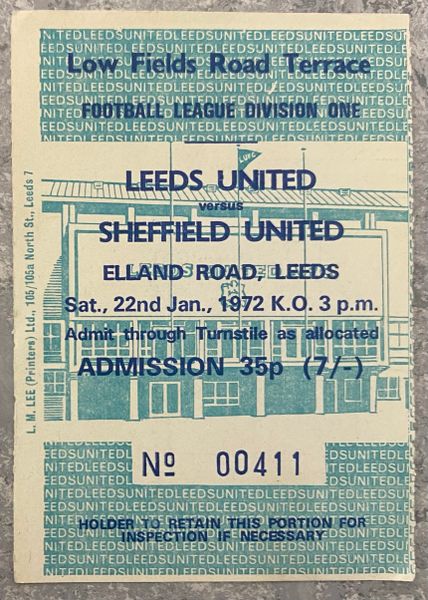 Low Fields Road Terrace
FOOTBALL LEAGUE DIVISION ONE
LUFC
LEEDS UNITED
versus
SHEFFIELD UNITED
ELLAND ROAD, LEEDS
Sat., 22nd Jan., 1972 K.O. 3 p.m.
Admit through Turnstile as allocated
ADMISSION 35p (7/-)
Nº 00411
HOLDER TO RETAIN THIS PORTION FOR
INSPECTION IF NECESSARY
L. M. LEE (Printers) Ltd., 105/105a North St., Leeds 7